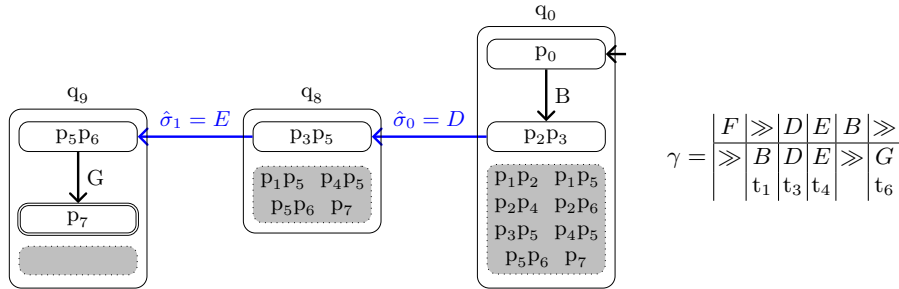 q₀
p₀
B
p₂p₃
p₁p₂ p₁p₅
p₂p₄ p₂p₆
p₃p₅ p₄p₅
p₅p₆ p₇
σ̂₀ = D
q₈
p₃p₅
p₁p₅ p₄p₅
p₅p₆ p₇
σ̂₁ = E
q₉
p₅p₆
G
p₇
γ =
F ≫ D E B ≫
≫ B D E ≫ G
t₁ t₃ t₄ t₆